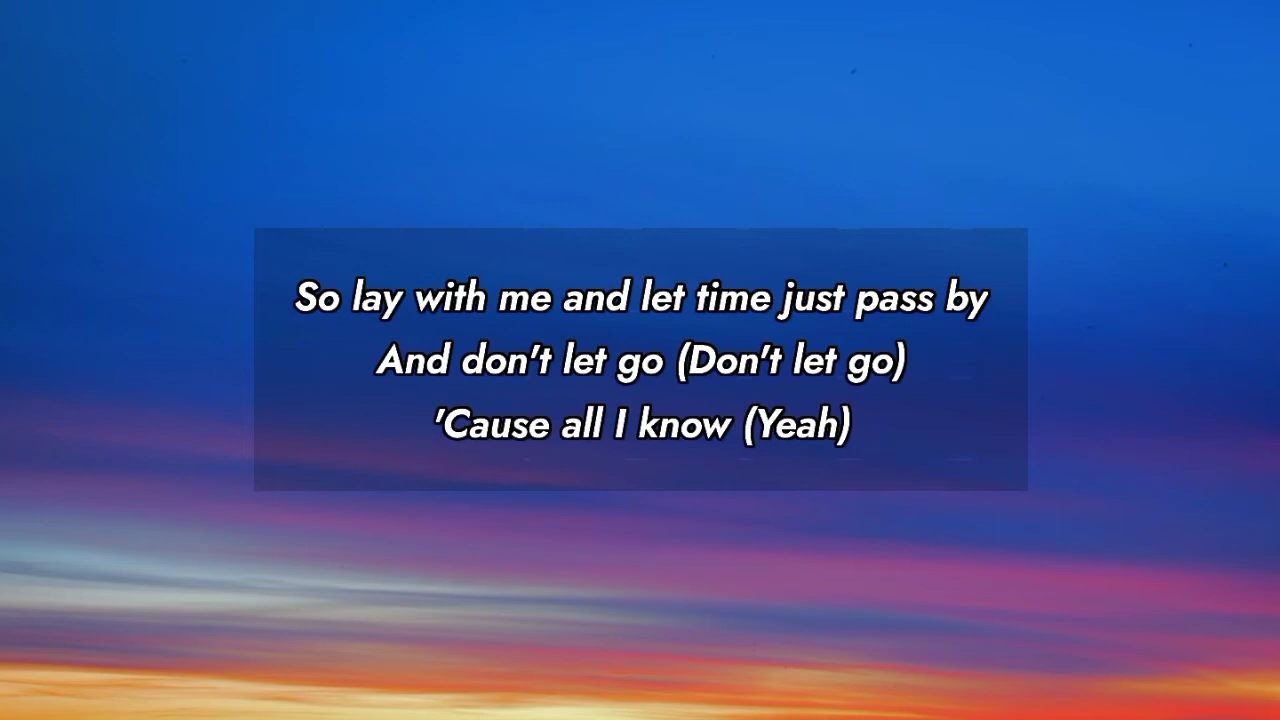 So lay with me and let time just pass by
And don't let go (Don't let go)
'Cause all I know (Yeah)